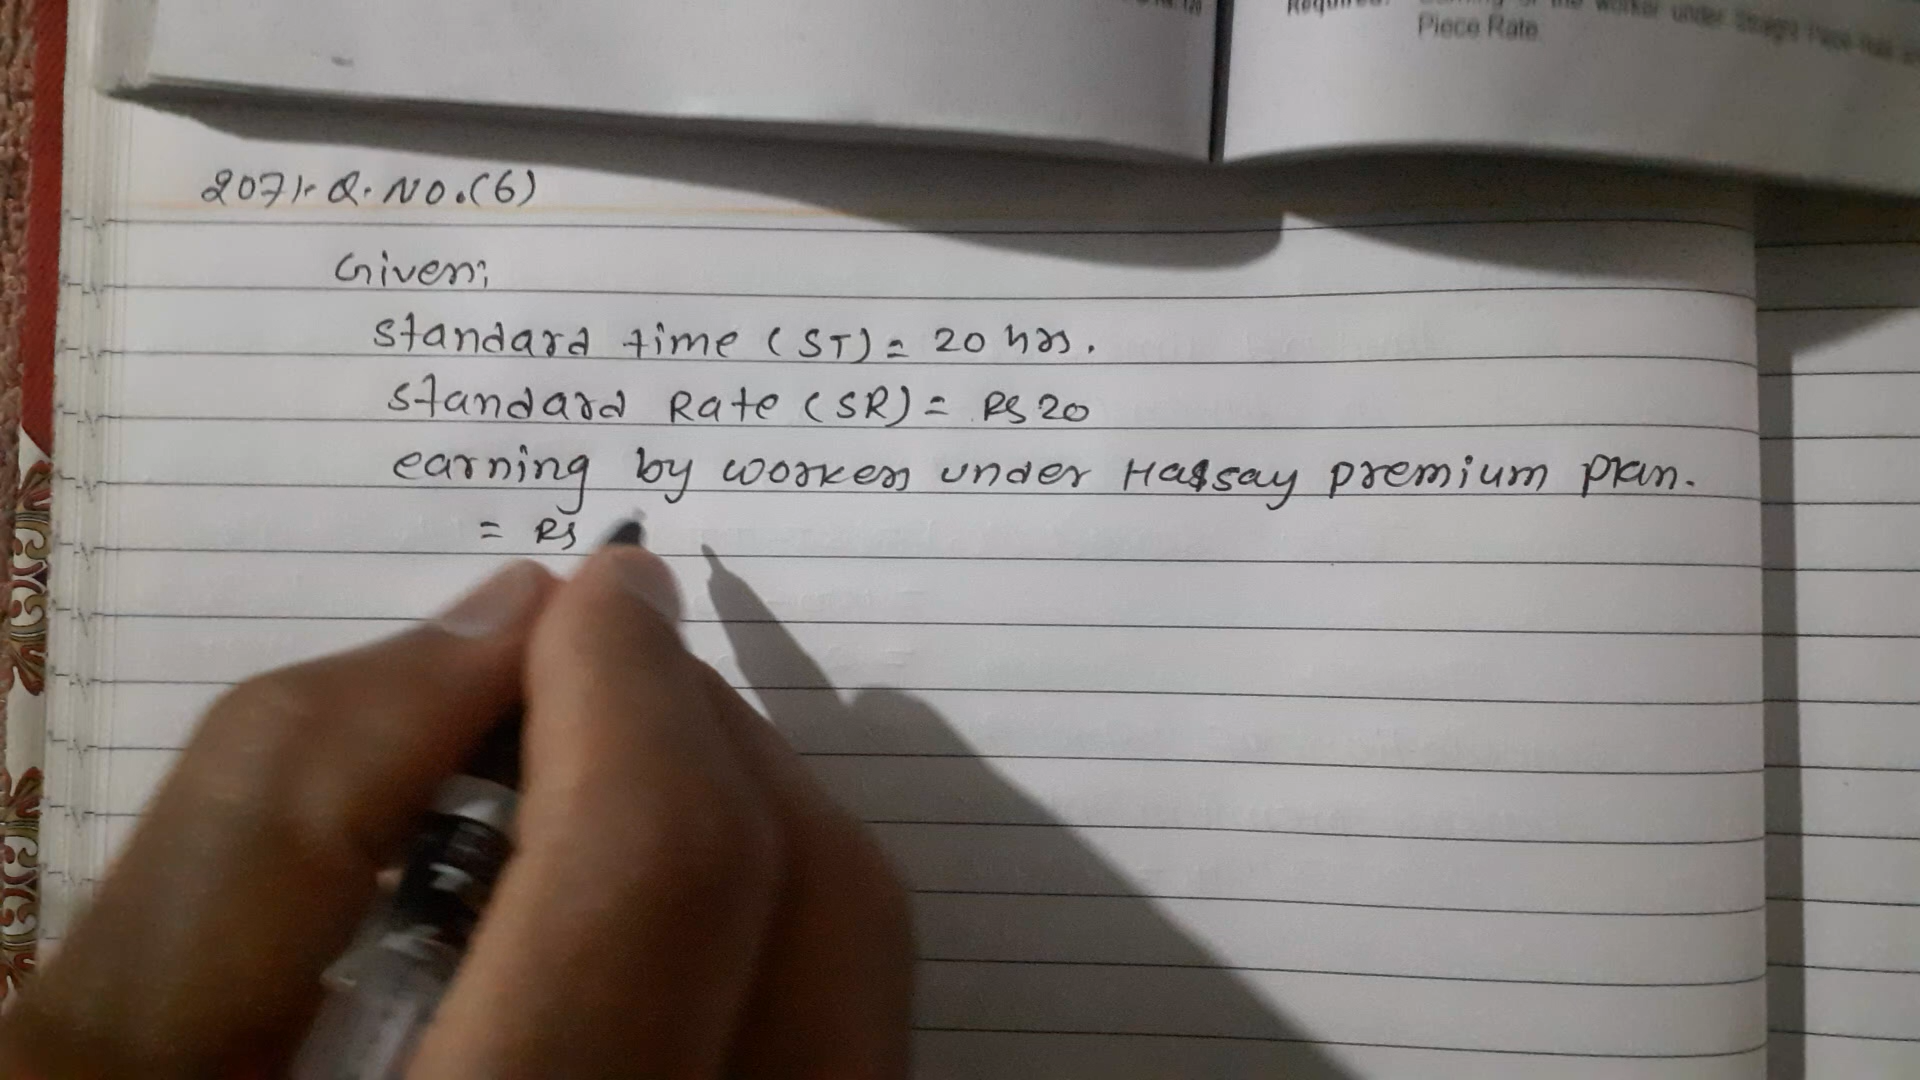 Piece Rate
2071. Q. NO.(6)
Given;
Standard time (ST) = 20 hrs.
Standard Rate (SR) = RS 20
earning by worker under Hassay premium plan.
= RS